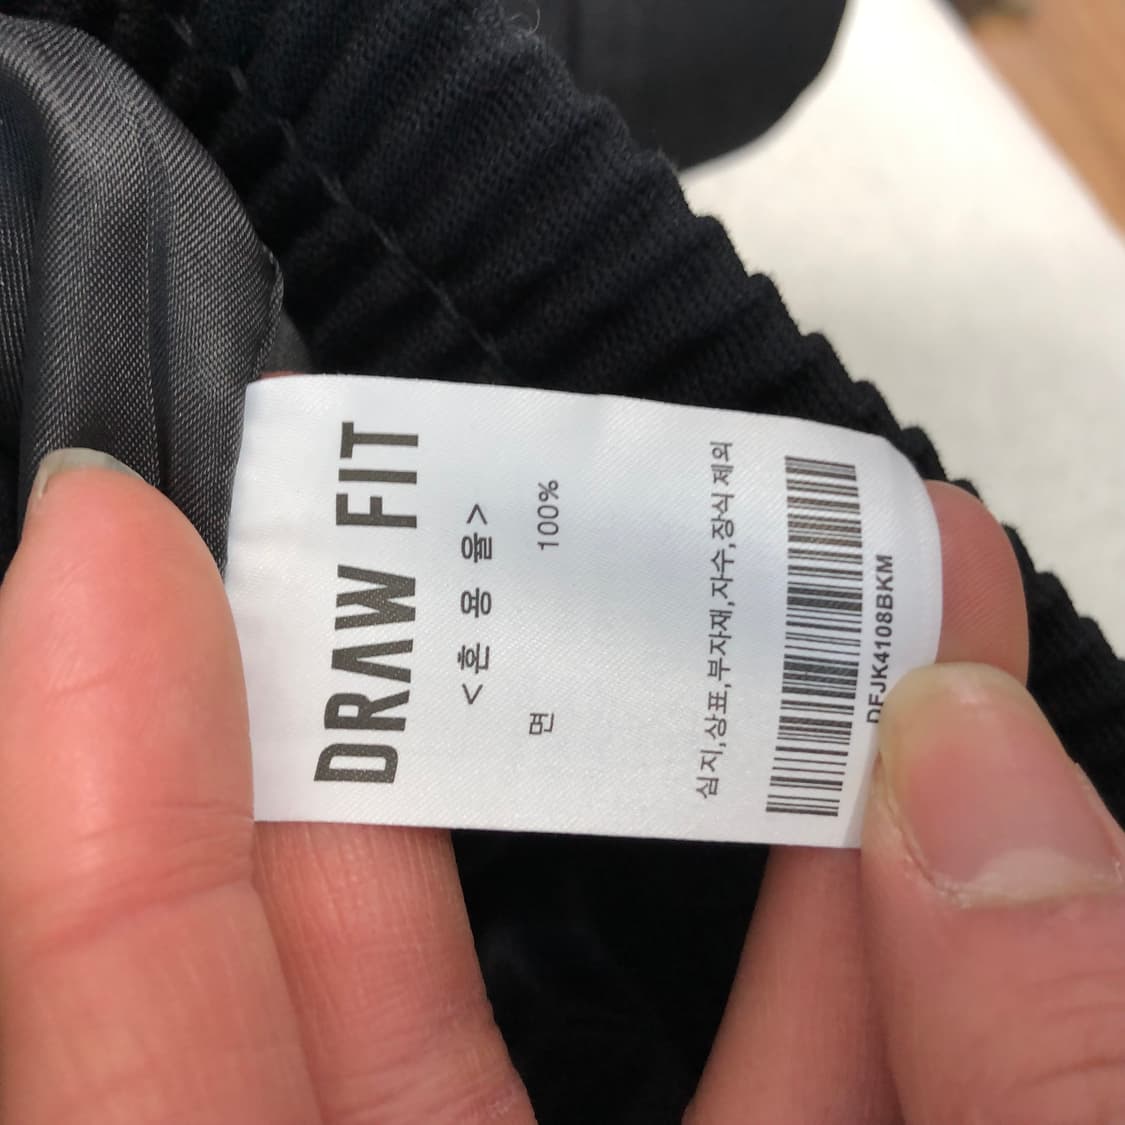 DRAW FIT
<혼 용 율>
면 100%
심지,상표,부자재,자수,장식 제외
DFJK4108BKM